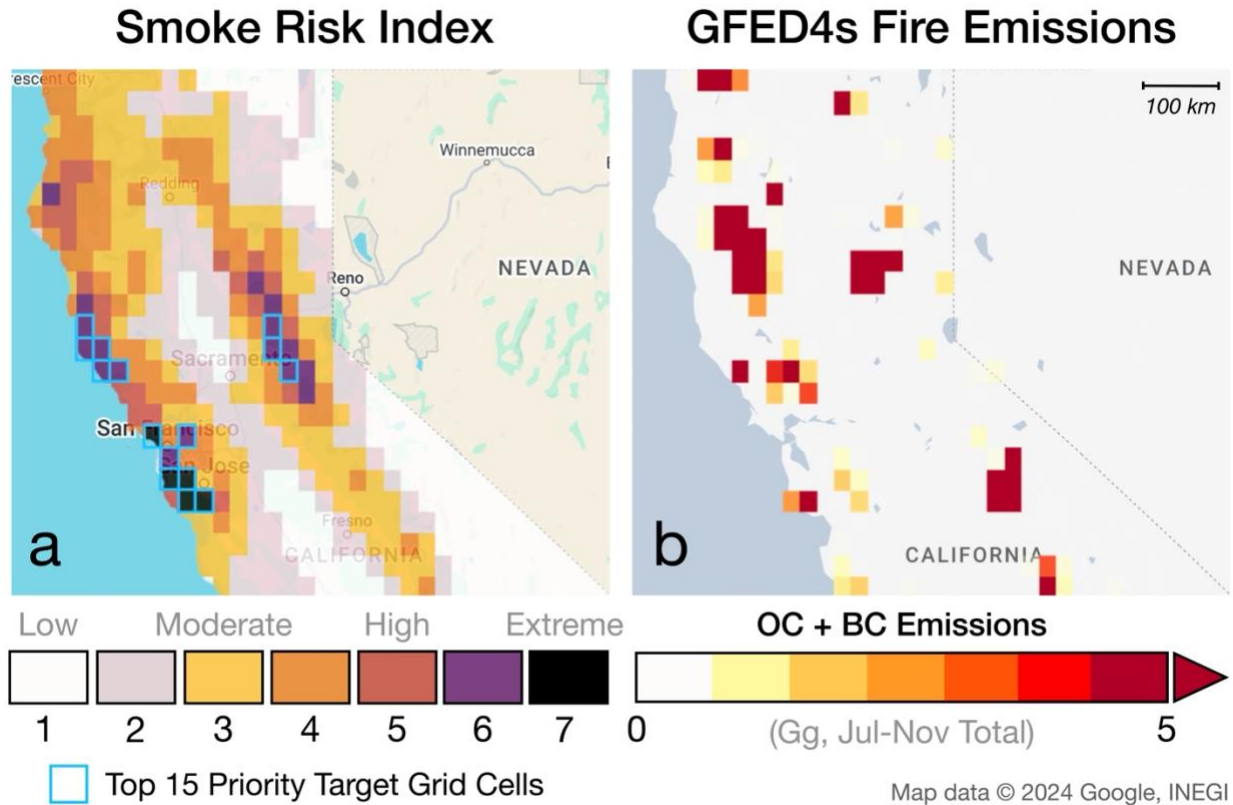 Smoke Risk Index
GFED4s Fire Emissions
rescent City
100 km
Winnemucca
Redding
NEVADA
NEVADA
Reno
Sacramento
San Francisco
San Jose
Fresno
a
CALIFORNIA
b
CALIFORNIA
Low Moderate High Extreme
OC + BC Emissions
1 2 3 4 5 6 7
0 (Gg, Jul-Nov Total) 5
Top 15 Priority Target Grid Cells
Map data © 2024 Google, INEGI